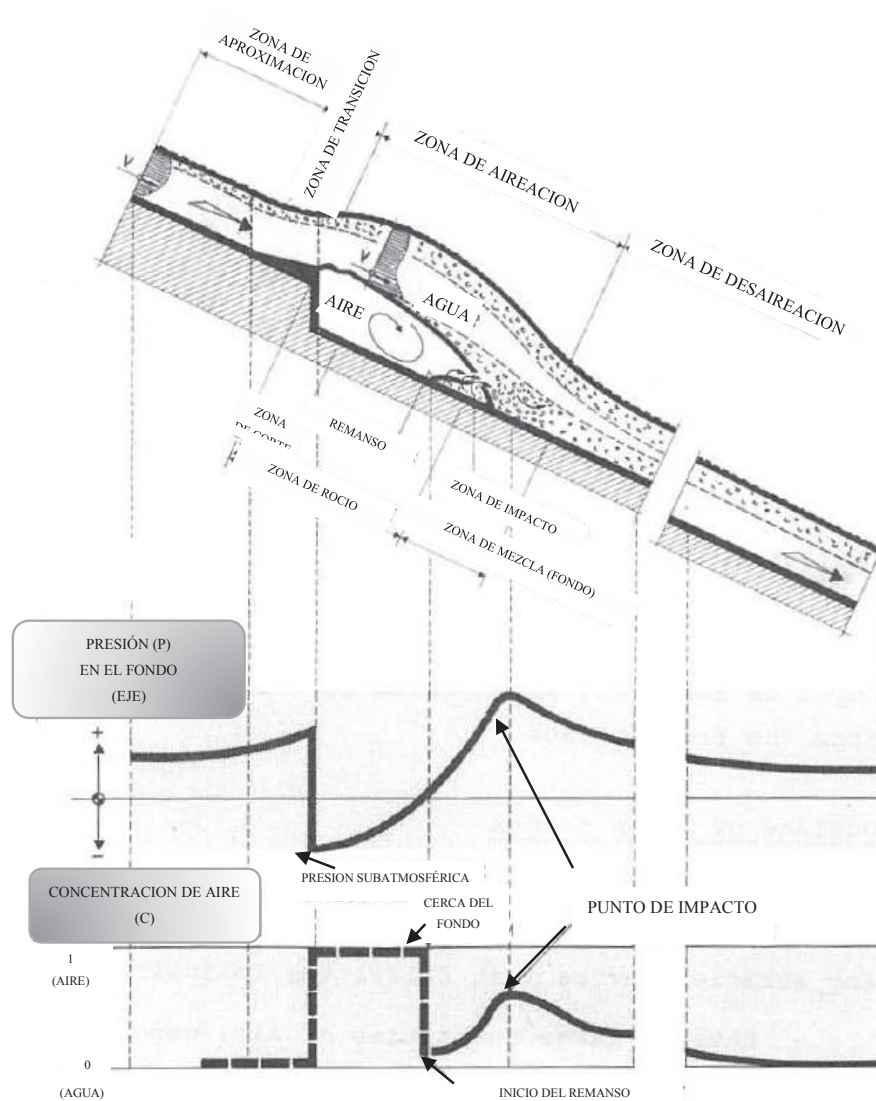 ZONA DE
APROXIMACION
ZONA DE TRANSICION
ZONA DE AIREACION
ZONA DE DESAIREACION
V
V
AIRE
AGUA
ZONA
DE CORTE
REMANSO
ZONA DE ROCIO
ZONA DE IMPACTO
ZONA DE MEZCLA (FONDO)
PRESIÓN (P)
EN EL FONDO
(EJE)
+
-
PRESION SUBATMOSFÉRICA
CONCENTRACION DE AIRE
(C)
CERCA DEL
FONDO
PUNTO DE IMPACTO
1
(AIRE)
0
(AGUA)
INICIO DEL REMANSO